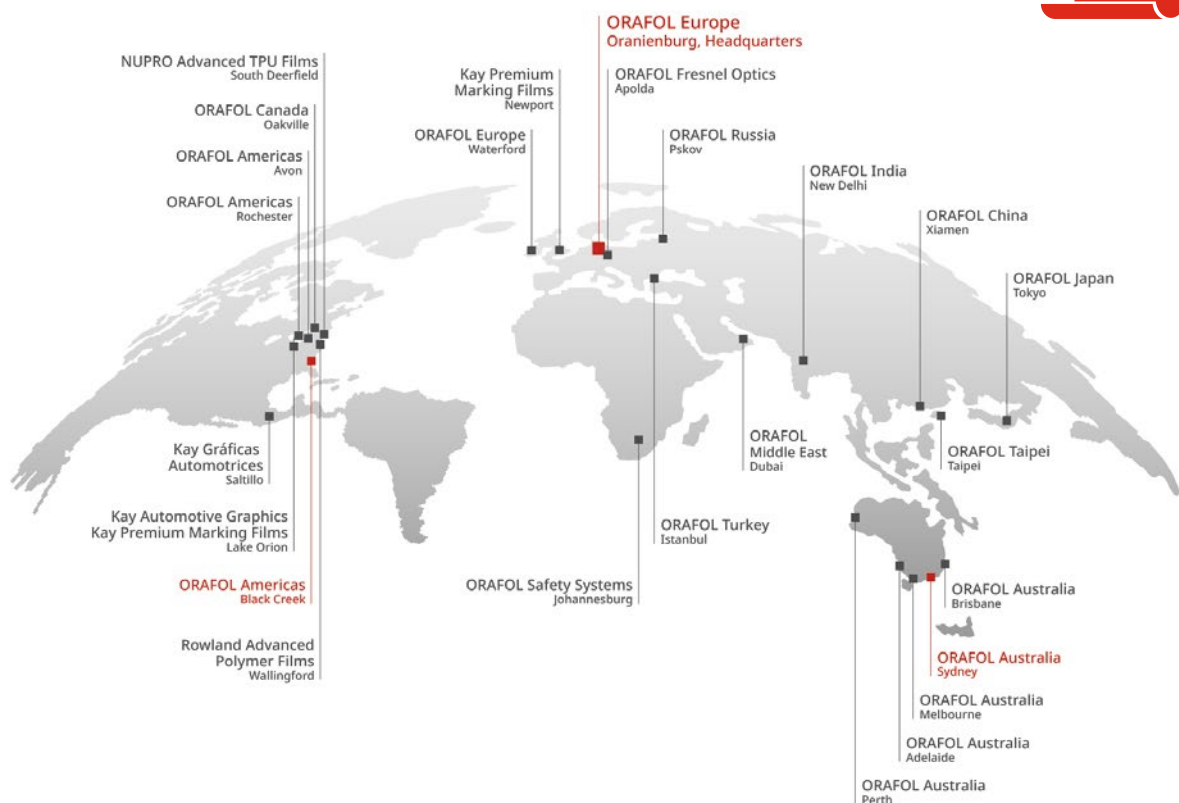 ORAFOL Europe
Oranienburg, Headquarters
NUPRO Advanced TPU Films
South Deerfield
Kay Premium
Marking Films
Newport
ORAFOL Fresnel Optics
Apolda
ORAFOL Canada
Oakville
ORAFOL Europe
Waterford
ORAFOL Russia
Pskov
ORAFOL Americas
Avon
ORAFOL India
New Delhi
ORAFOL Americas
Rochester
ORAFOL China
Xiamen
ORAFOL Japan
Tokyo
Kay Gráficas
Automotrices
Saltillo
ORAFOL
Middle East
Dubai
ORAFOL Taipei
Taipei
Kay Automotive Graphics
Kay Premium Marking Films
Lake Orion
ORAFOL Turkey
Istanbul
ORAFOL Americas
Black Creek
ORAFOL Safety Systems
Johannesburg
ORAFOL Australia
Brisbane
Rowland Advanced
Polymer Films
Wallingford
ORAFOL Australia
Sydney
ORAFOL Australia
Melbourne
ORAFOL Australia
Adelaide
ORAFOL Australia
Perth